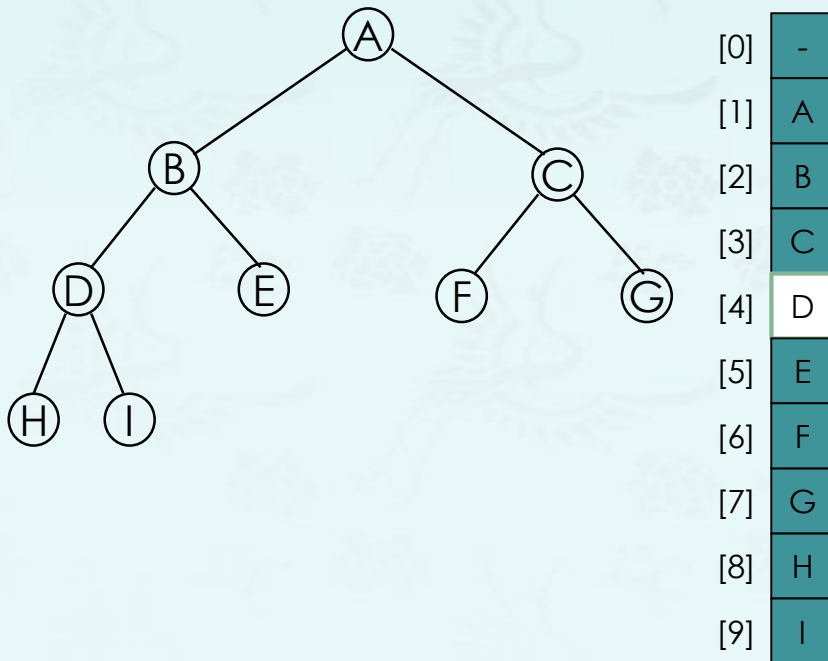 A
B
C
D
E
F
G
H
I
[0] -
[1] A
[2] B
[3] C
[4] D
[5] E
[6] F
[7] G
[8] H
[9] I